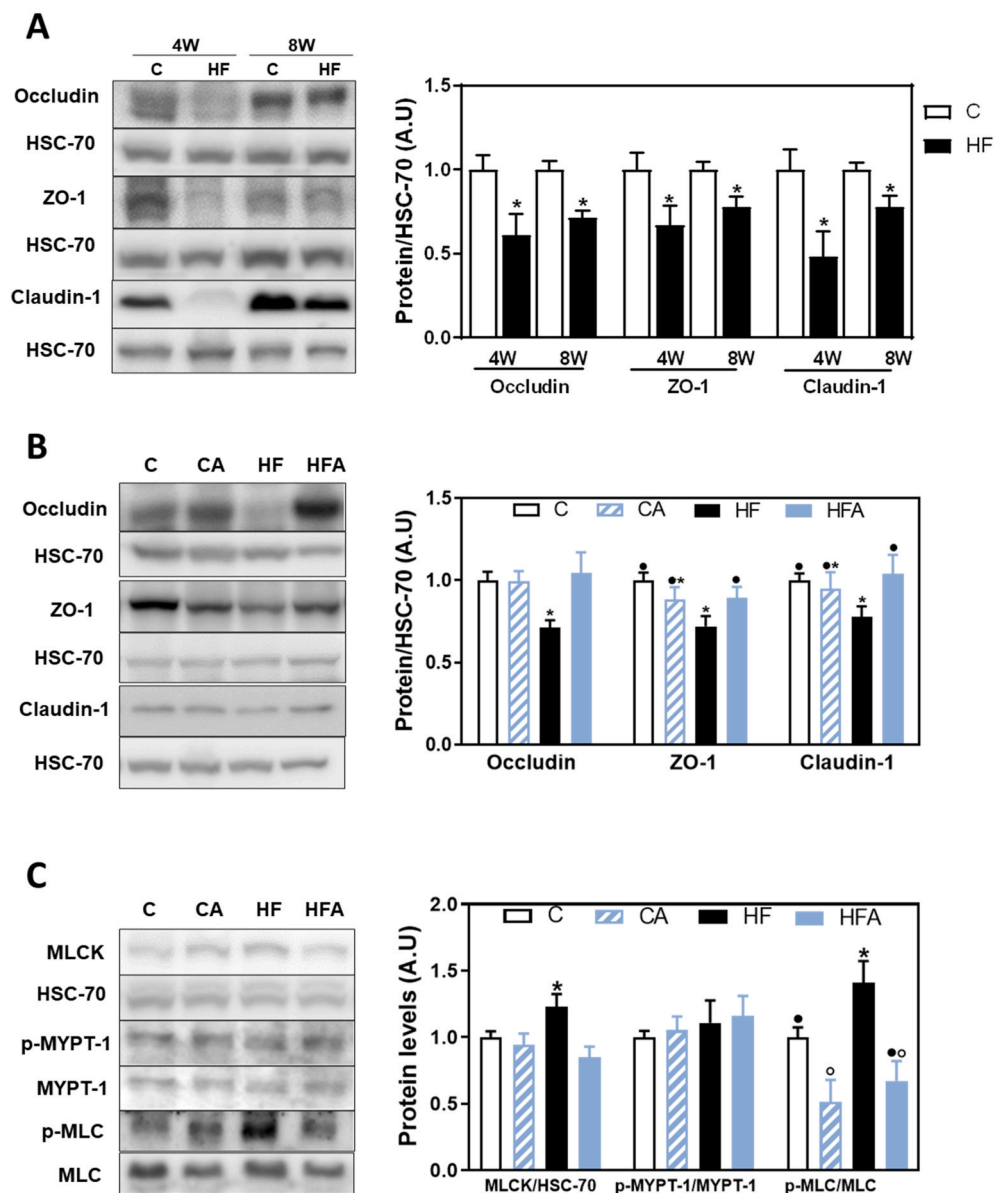 A
4W 8W
C HF C HF
Occludin
HSC-70
ZO-1
HSC-70
Claudin-1
HSC-70
Protein/HSC-70 (A.U)
1.5
1.0
0.5
0.0
C
HF
* * * * * *
4W 8W 4W 8W 4W 8W
Occludin ZO-1 Claudin-1
B
C CA HF HFA
Occludin
HSC-70
ZO-1
HSC-70
Claudin-1
HSC-70
Protein/HSC-70 (A.U)
1.5
1.0
0.5
0.0
C CA HF HFA
* ● ●* * ● ● ●* * ●
Occludin ZO-1 Claudin-1
C
C CA HF HFA
MLCK
HSC-70
p-MYPT-1
MYPT-1
p-MLC
MLC
Protein levels (A.U)
2.0
1.5
1.0
0.5
0.0
C CA HF HFA
* ● ○ * ●○
MLCK/HSC-70 p-MYPT-1/MYPT-1 p-MLC/MLC